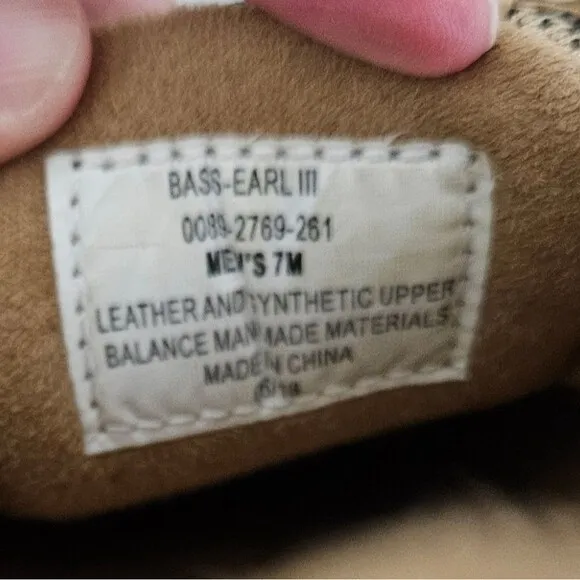 BASS-EARL III
0089-2769-261
MEN'S 7M
LEATHER AND SYNTHETIC UPPER
BALANCE MAN MADE MATERIALS
MADE IN CHINA